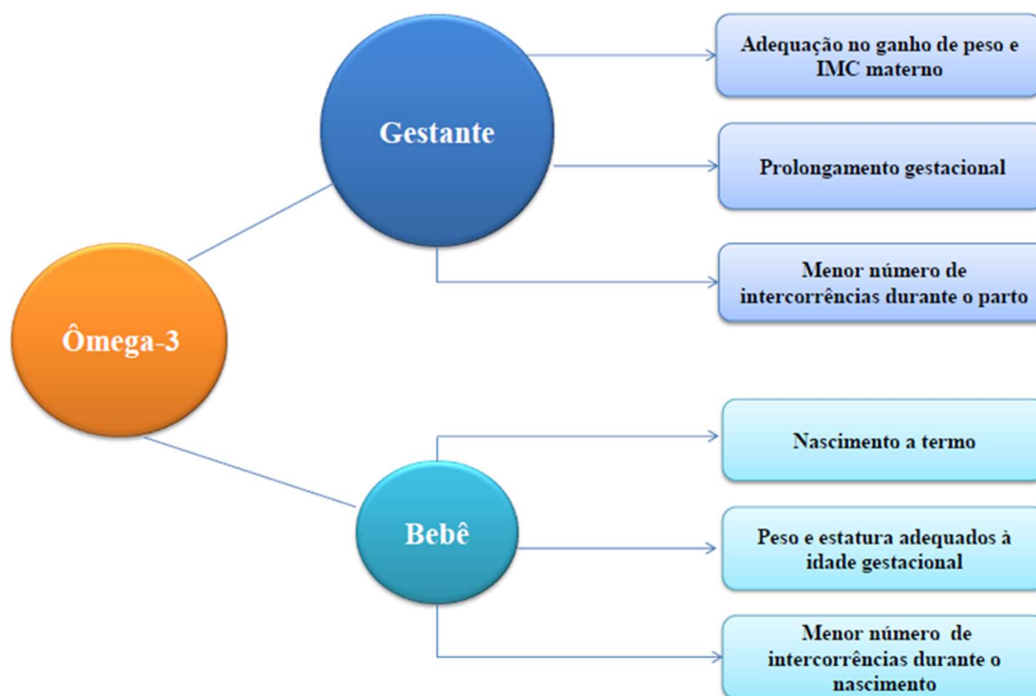 Adequação no ganho de peso e
IMC materno
Gestante
Prolongamento gestacional
Menor número de
intercorrências durante o parto
Ômega-3
Nascimento a termo
Bebê
Peso e estatura adequados à
idade gestacional
Menor número de
intercorrências durante o
nascimento